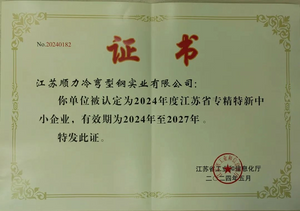 No.20240182
证书
江苏顺力冷弯型钢实业有限公司:
你单位被认定为2024年度江苏省专精特新中
小企业，有效期为2024年至2027年。
特发此证。
江苏省工业和信息化厅
二〇二四年五月